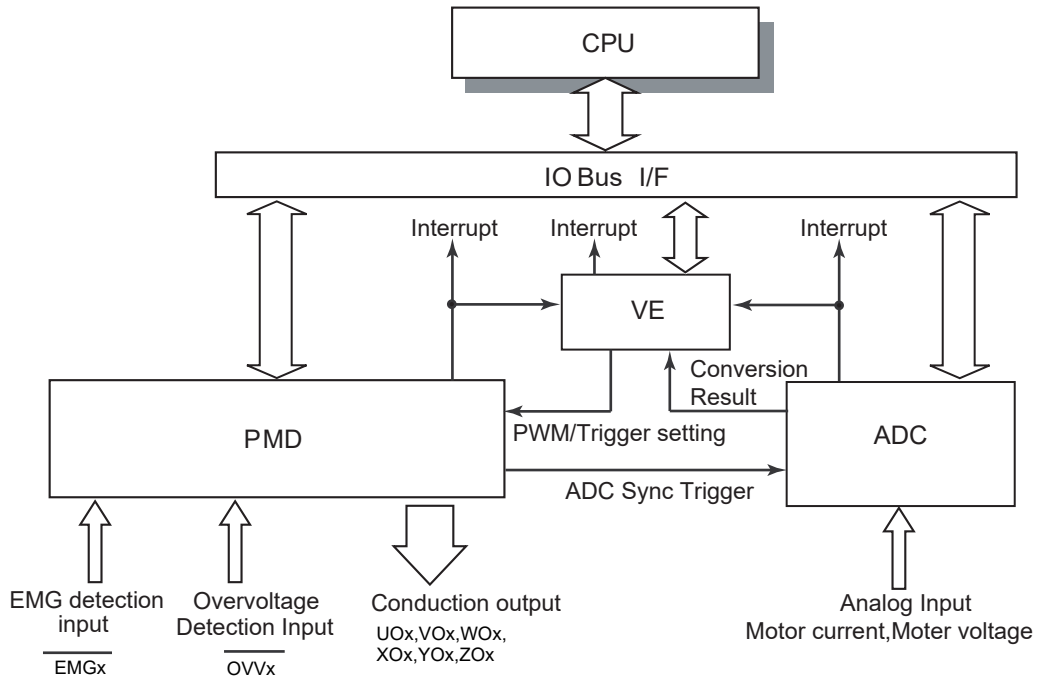 CPU
IO Bus I/F
Interrupt
Interrupt
Interrupt
VE
Conversion
Result
PMD
PWM/Trigger setting
ADC
ADC Sync Trigger
EMG detection
input
EMGx
Overvoltage
Detection Input
OVVx
Conduction output
UOx,VOx,WOx,
XOx,YOx,ZOx
Analog Input
Motor current,Moter voltage